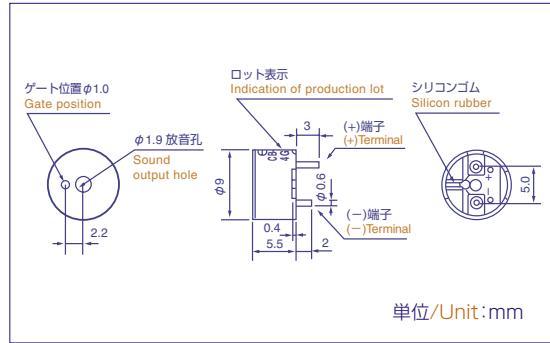 ゲート位置φ1.0
Gate position
φ1.9 放音孔
Sound
output hole
2.2
ロット表示
Indication of production lot
3
(+)端子
(+)Terminal
φ9
CB
4G
φ0.6
(−)端子
(−)Terminal
0.4
5.5
2
シリコンゴム
Silicon rubber
+
−
5.0
単位/Unit:mm